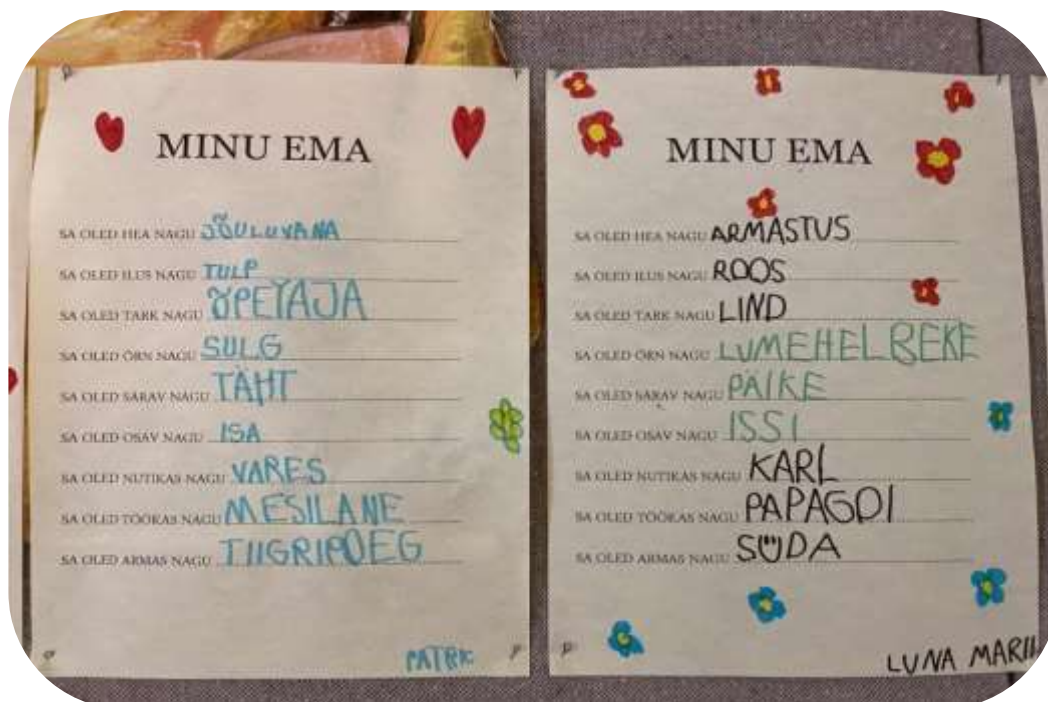 MINU EMA
SA OLED HEA NAGU JÕULUVANA
SA OLED ILUS NAGU TULP
SA OLED TARK NAGU ÕPETAJA
SA OLED ÕRN NAGU SULG
SA OLED SÄRAV NAGU TÄHT
SA OLED OSAV NAGU ISA
SA OLED NUTIKAS NAGU VARES
SA OLED TÖÖKAS NAGU MESILANE
SA OLED ARMAS NAGU TIIGRIPOEG
PATRIK
MINU EMA
SA OLED HEA NAGU ARMASTUS
SA OLED ILUS NAGU ROOS
SA OLED TARK NAGU LIND
SA OLED ÕRN NAGU LUMEHELBEKE
SA OLED SÄRAV NAGU PÄIKE
SA OLED OSAV NAGU ISSI
SA OLED NUTIKAS NAGU KARL
SA OLED TÖÖKAS NAGU PAPAGOI
SA OLED ARMAS NAGU SÜDA
LUNA MARII